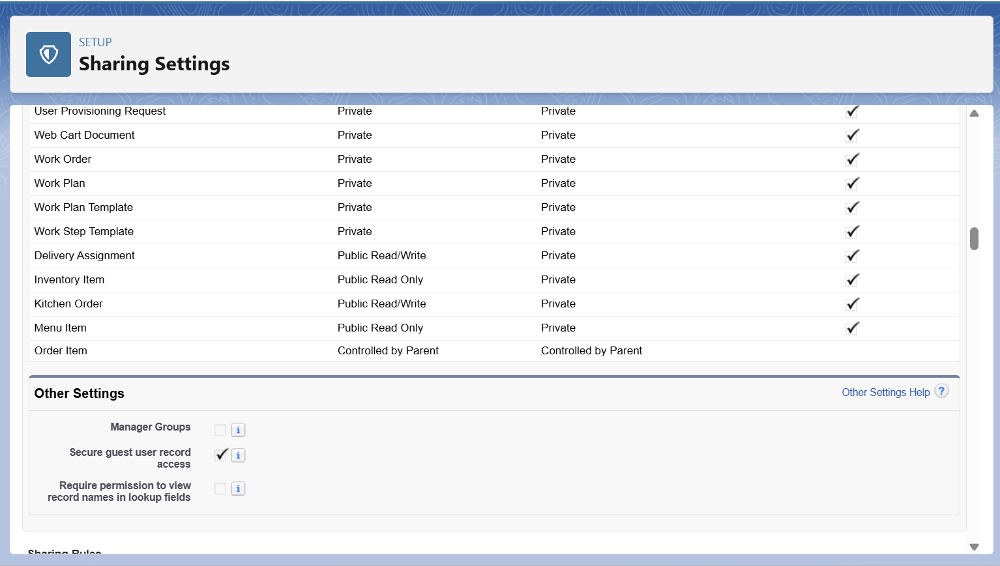 SETUP
Sharing Settings
User Provisioning Request Private Private
Web Cart Document Private Private
Work Order Private Private
Work Plan Private Private
Work Plan Template Private Private
Work Step Template Private Private
Delivery Assignment Public Read/Write Private
Inventory Item Public Read Only Private
Kitchen Order Public Read/Write Private
Menu Item Public Read Only Private
Order Item Controlled by Parent Controlled by Parent
Other Settings Other Settings Help ?
Manager Groups i
Secure guest user record
access i
Require permission to view
record names in lookup fields i
Sharing Rules